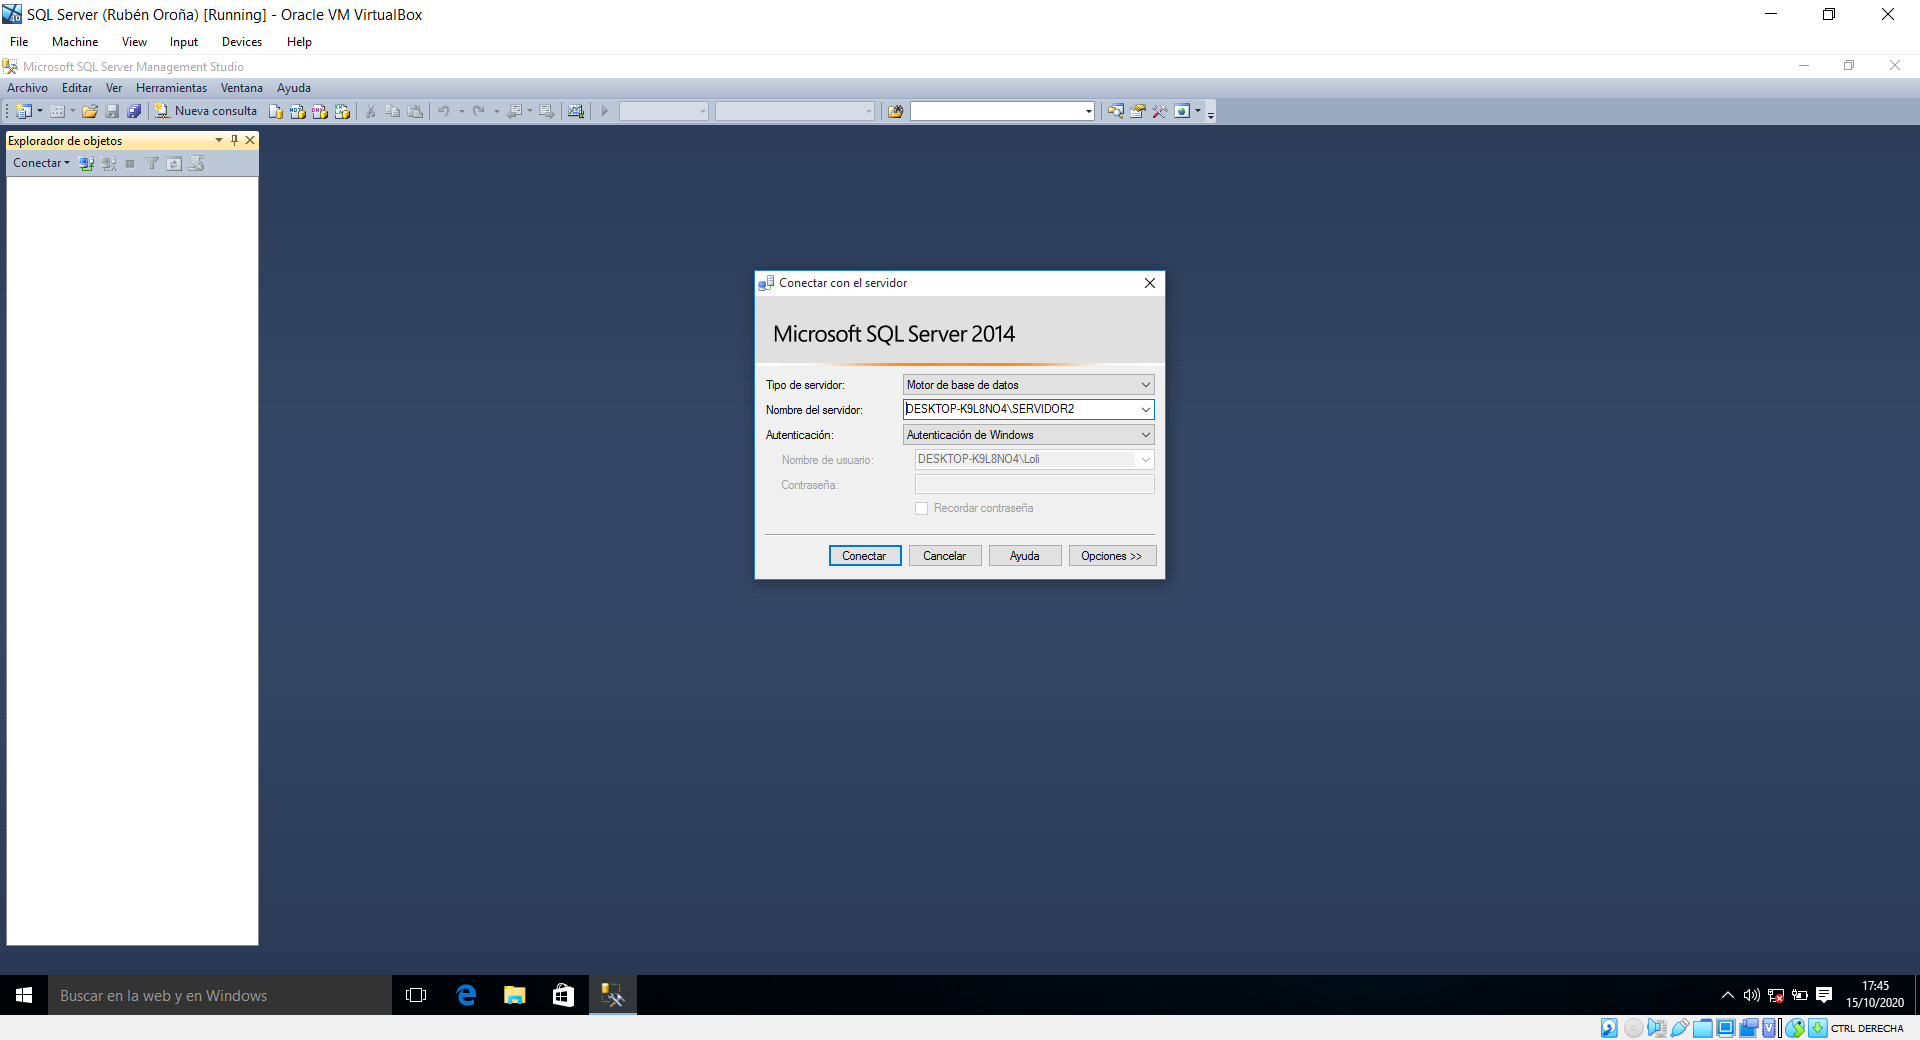 SQL Server (Rubén Oroña) [Running] - Oracle VM VirtualBox
File Machine View Input Devices Help
Microsoft SQL Server Management Studio
Archivo Editar Ver Herramientas Ventana Ayuda
Nueva consulta
Explorador de objetos
Conectar
Conectar con el servidor
Microsoft SQL Server 2014
Tipo de servidor: Motor de base de datos
Nombre del servidor: DESKTOP-K9L8NO4\SERVIDOR2
Autenticación: Autenticación de Windows
Nombre de usuario: DESKTOP-K9L8NO4\Loli
Contraseña:
Recordar contraseña
Conectar Cancelar Ayuda Opciones >>
Buscar en la web y en Windows
17:45
15/10/2020
CTRL DERECHA